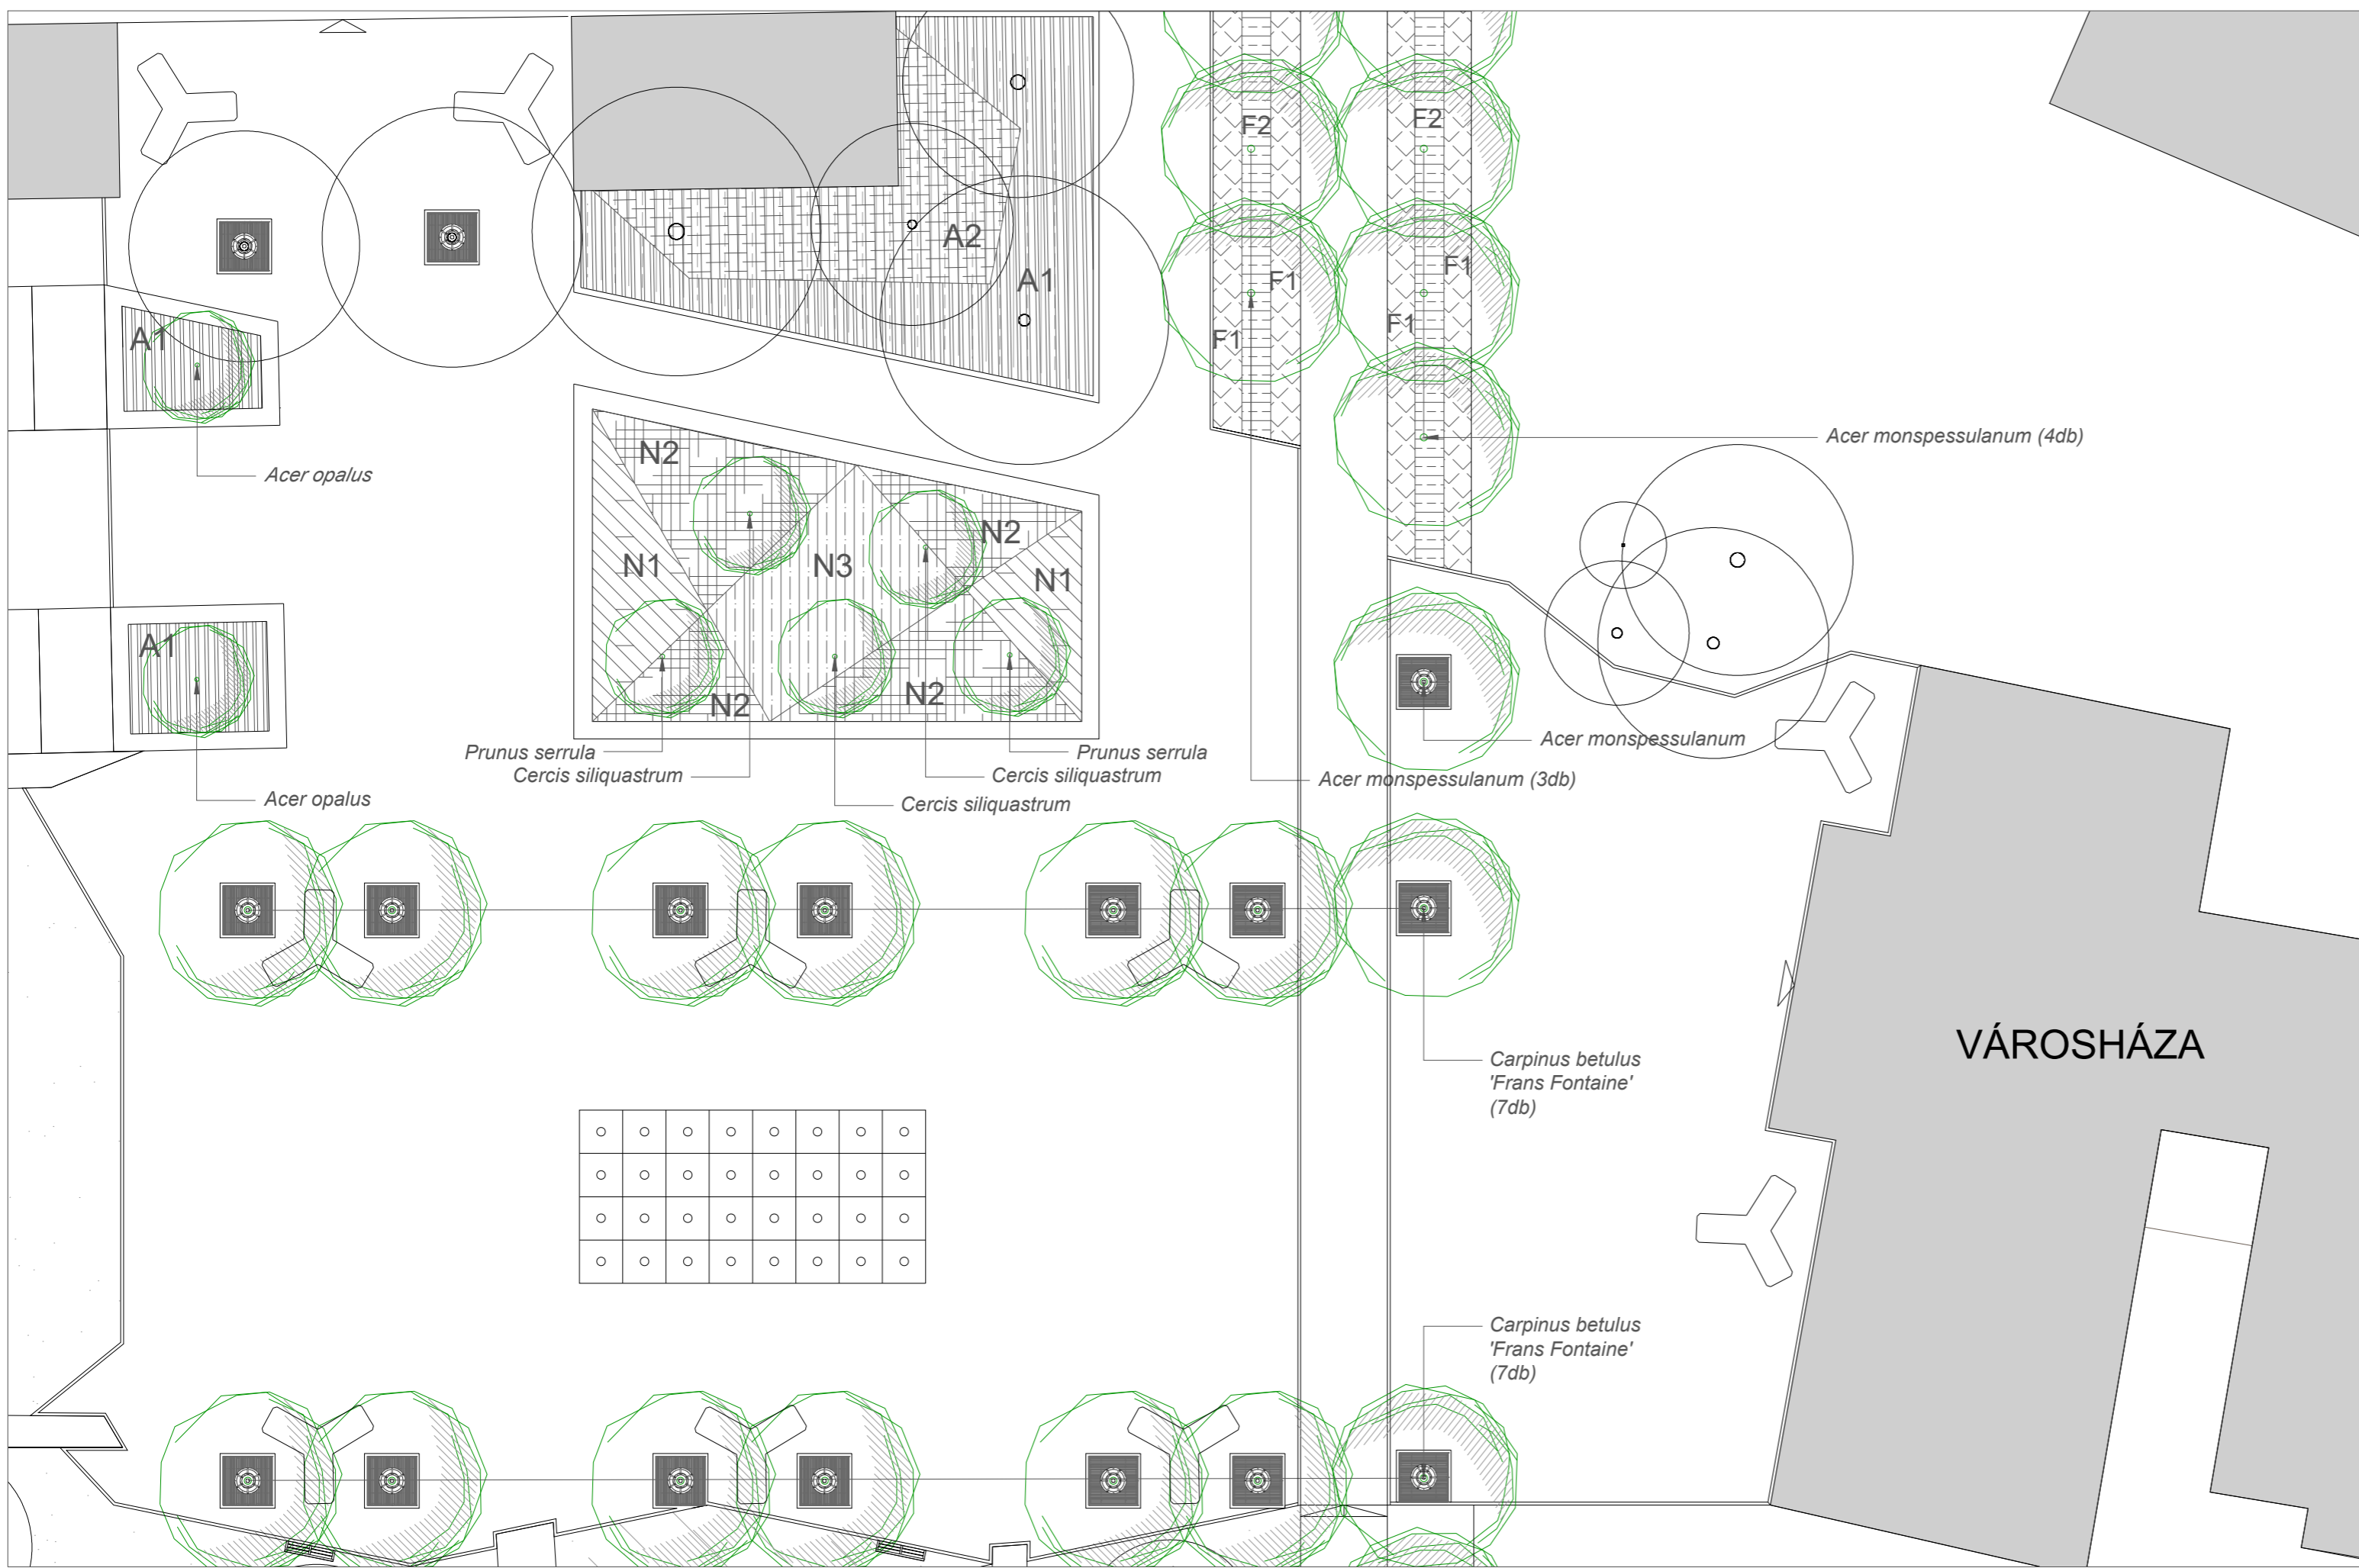 F2
F2
A2
A1
F1
F1
A1
F1
F1
Acer monspessulanum (4db)
N2
Acer opalus
N2
N1
N3
N1
A1
N2
N2
Prunus serrula
Prunus serrula
Acer monspessulanum
Cercis siliquastrum
Cercis siliquastrum
Acer monspessulanum (3db)
Acer opalus
Cercis siliquastrum
VÁROSHÁZA
Carpinus betulus
'Frans Fontaine'
(7db)
Carpinus betulus
'Frans Fontaine'
(7db)